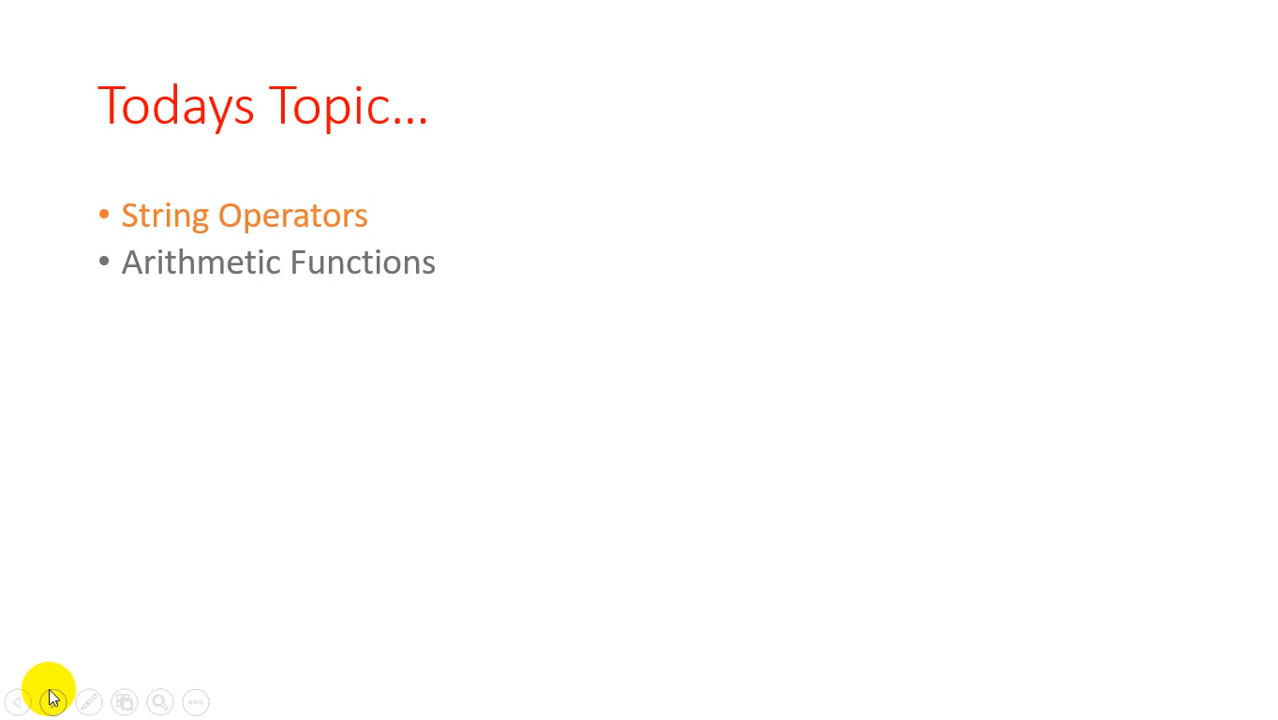 Todays Topic...
• String Operators
• Arithmetic Functions